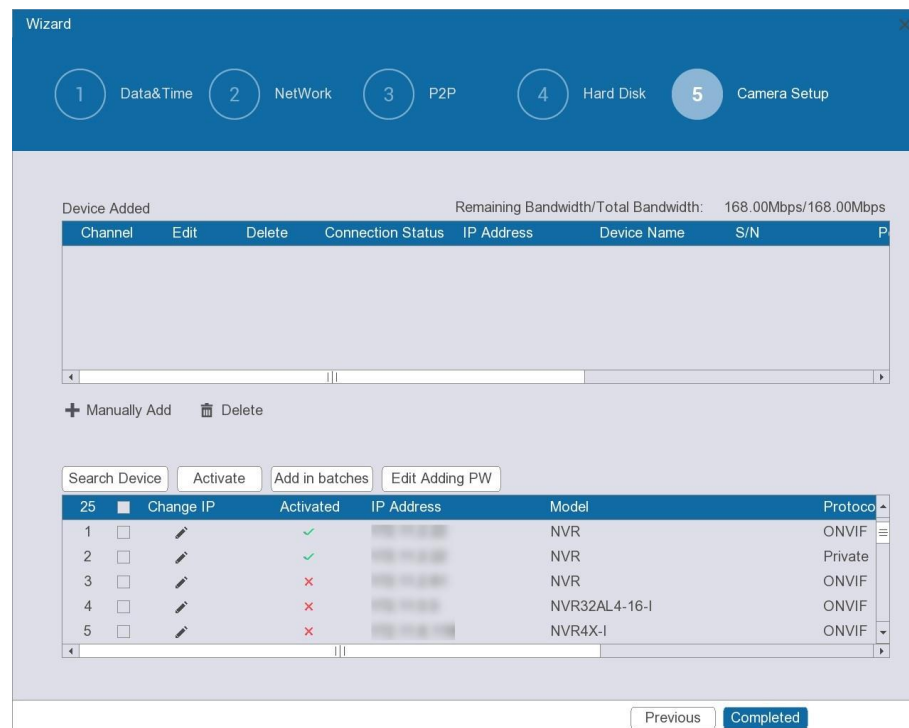 Wizard
1 Data&Time 2 NetWork 3 P2P 4 Hard Disk 5 Camera Setup
Device Added Remaining Bandwidth/Total Bandwidth: 168.00Mbps/168.00Mbps
Channel Edit Delete Connection Status IP Address Device Name S/N
Manually Add Delete
Search Device Activate Add in batches Edit Adding PW
25 Change IP Activated IP Address Model Protoco
1 NVR ONVIF
2 NVR Private
3 NVR ONVIF
4 NVR32AL4-16-I ONVIF
5 NVR4X-I ONVIF
Previous Completed